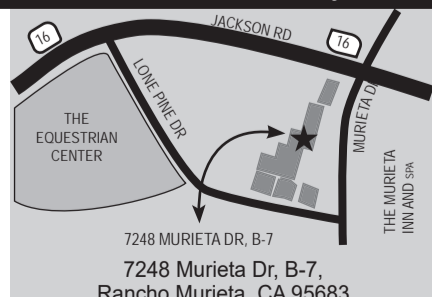 JACKSON RD
16
16
LONE PINE DR
MURIETA D
THE
EQUESTRIAN
CENTER
THE MURIETA
INN AND SPA
7248 MURIETA DR, B-7
7248 Murieta Dr, B-7,
Rancho Murieta, CA 95683